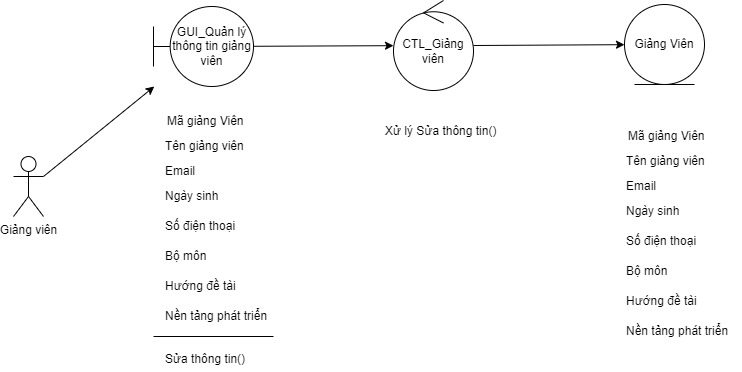 GUI_Quản lý
thông tin giảng
viên
CTL_Giảng
viên
Giảng Viên
Giảng viên
Mã giảng Viên
Tên giảng viên
Email
Ngày sinh
Số điện thoại
Bộ môn
Hướng đề tài
Nền tảng phát triển
Sửa thông tin()
Xử lý Sửa thông tin()
Mã giảng Viên
Tên giảng viên
Email
Ngày sinh
Số điện thoại
Bộ môn
Hướng đề tài
Nền tảng phát triển